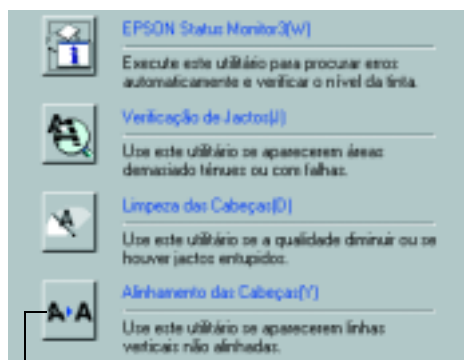 EPSON Status Monitor3(W)
Execute este utilitário para procurar erros
automaticamente e verificar o nível da tinta.
Verificação de Jactos(J)
Use este utilitário se aparecerem áreas
demasiado ténues ou com falhas.
Limpeza das Cabeças(D)
Use este utilitário se a qualidade diminuir ou se
houver jactos entupidos.
Alinhamento das Cabeças(Y)
A A
Use este utilitário se aparecerem linhas
verticais não alinhadas.